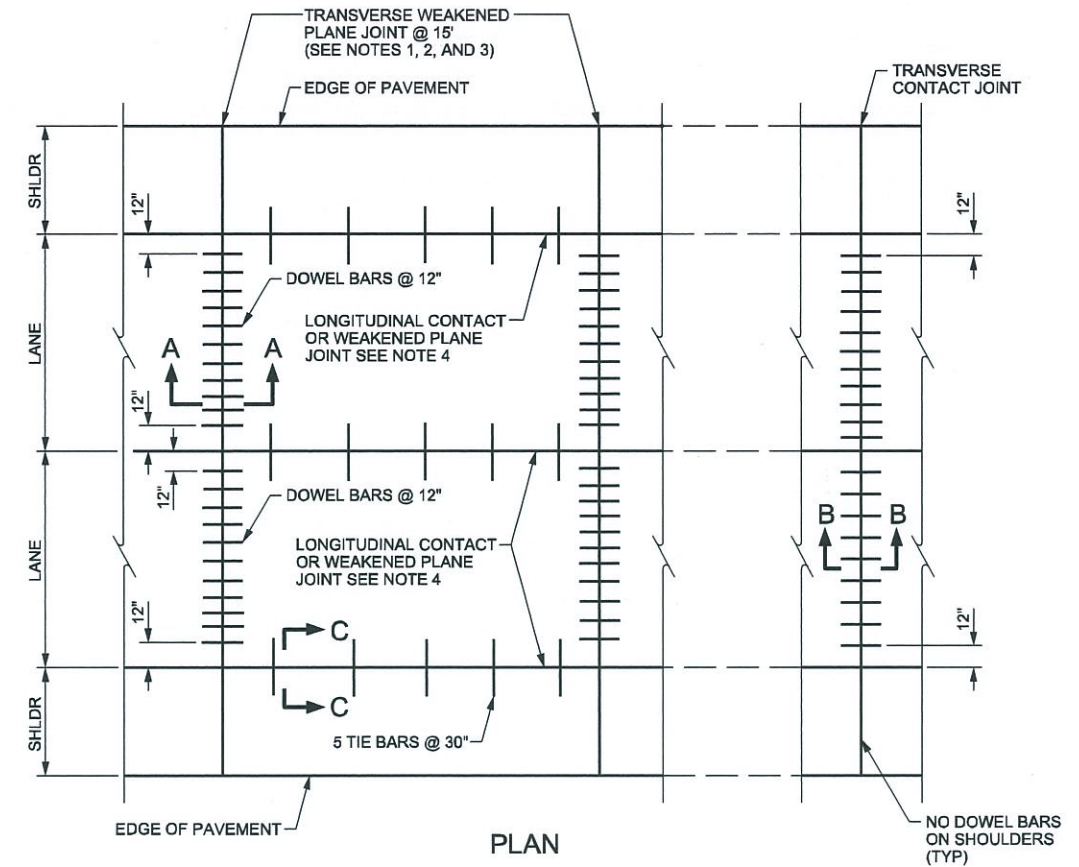 TRANSVERSE WEAKENED
PLANE JOINT @ 15'
(SEE NOTES 1, 2, AND 3)
EDGE OF PAVEMENT
TRANSVERSE
CONTACT JOINT
SHLDR
12"
12"
DOWEL BARS @ 12"
LONGITUDINAL CONTACT
OR WEAKENED PLANE
JOINT SEE NOTE 4
LANE
A
A
12"
12"
DOWEL BARS @ 12"
LONGITUDINAL CONTACT
OR WEAKENED PLANE
JOINT SEE NOTE 4
LANE
B
B
12"
12"
C
C
SHLDR
5 TIE BARS @ 30"
EDGE OF PAVEMENT
PLAN
NO DOWEL BARS
ON SHOULDERS
(TYP)